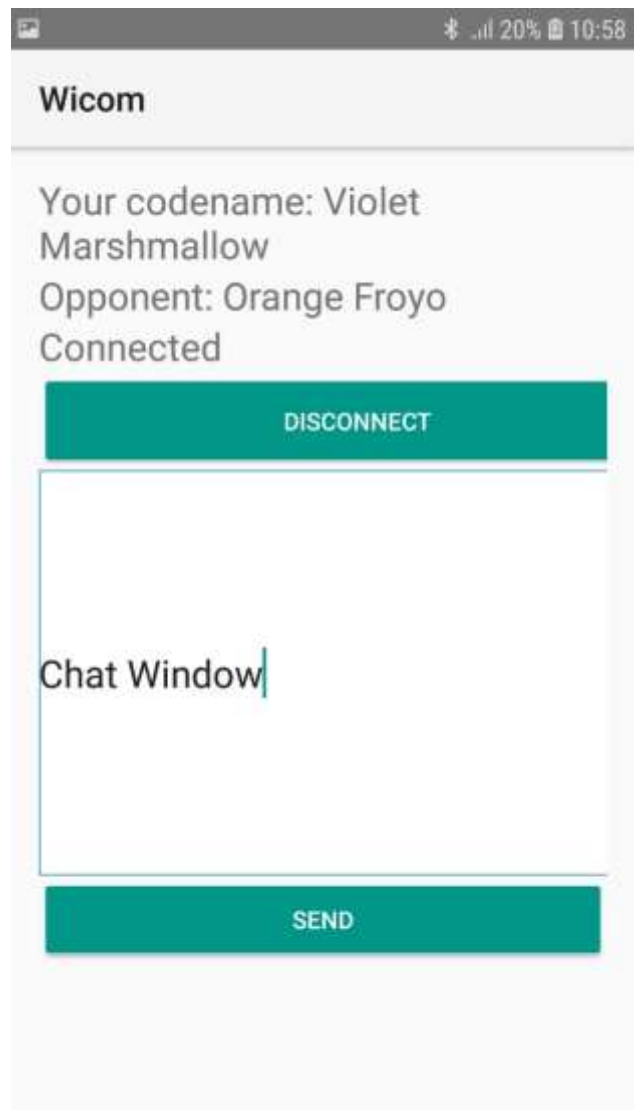 20% 10:58
Wicom
Your codename: Violet
Marshmallow
Opponent: Orange Froyo
Connected
DISCONNECT
Chat Window
SEND